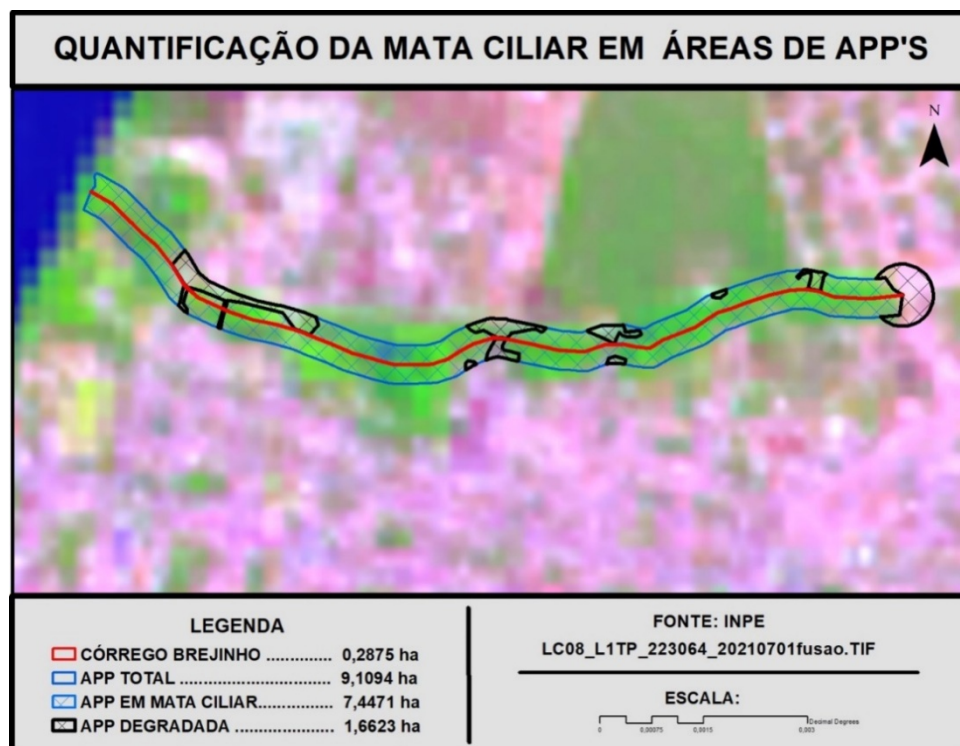 QUANTIFICAÇÃO DA MATA CILIAR EM ÁREAS DE APP'S
N
LEGENDA
CÓRREGO BREJINHO .............. 0,2875 ha
APP TOTAL ................................ 9,1094 ha
APP EM MATA CILIAR................ 7,4471 ha
APP DEGRADADA .................... 1,6623 ha
FONTE: INPE
LC08_L1TP_223064_20210701fusao.TIF
ESCALA:
Decimal Degrees
0 0,00075 0,0015 0,003